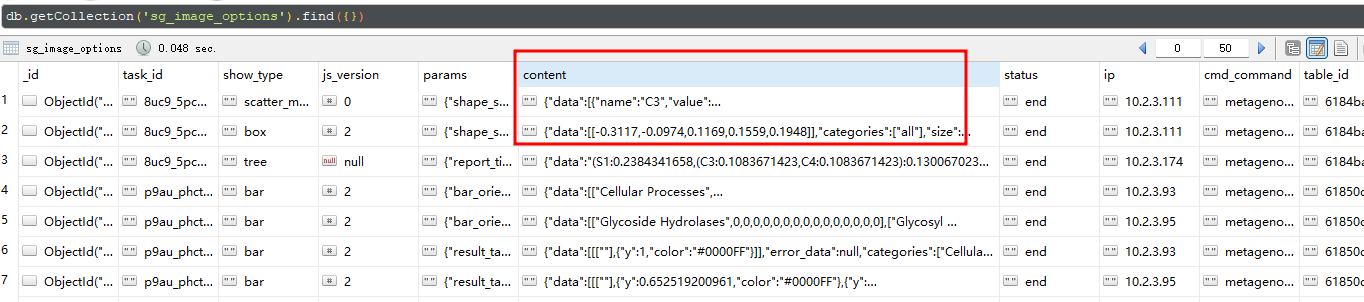 db.getCollection('sg_image_options').find({})
sg_image_options 0.048 sec. 0 50
_id task_id show_type js_version params content status ip cmd_command table_id
1 ObjectId("... "" 8uc9_5pc... "" scatter_m... # 0 "" {"shape_s... "" {"data":[[{"name":"C3","value":... "" end "" 10.2.3.111 "" metageno... "" 6184ba
2 ObjectId("... "" 8uc9_5pc... "" box # 2 "" {"shape_s... "" {"data":[[-0.3117,-0.0974,0.1169,0.1559,0.1948]],"categories":["all"],"size":... "" end "" 10.2.3.111 "" metageno... "" 6184ba
3 ObjectId("... "" 8uc9_5pc... "" tree null null "" {"report_ti... "" {"data":"(S1:0.2384341658,(C3:0.1083671423,C4:0.1083671423):0.130067023... "" end "" 10.2.3.174 "" metageno... "" 6184ba
4 ObjectId("... "" p9au_phct... "" bar # 2 "" {"bar_orie... "" {"data":[["Cellular Processes",... "" end "" 10.2.3.93 "" metageno... "" 61850c
5 ObjectId("... "" p9au_phct... "" bar # 2 "" {"bar_orie... "" {"data":[["Glycoside Hydrolases",0,0,0,0,0,0,0,0,0,0,0,0,0,0,0],["Glycosyl ... "" end "" 10.2.3.95 "" metageno... "" 61850c
6 ObjectId("... "" p9au_phct... "" bar # 2 "" {"result_ta... "" {"data":[[[""],{"y":1,"color":"#0000FF"}]],"error_data":null,"categories":["Cellula... "" end "" 10.2.3.95 "" metageno... "" 61850c
7 ObjectId("... "" p9au_phct... "" bar # 2 "" {"result_ta... "" {"data":[[[""],{"y":0.652519200961,"color":"#0000FF"},{"y":... "" end "" 10.2.3.95 "" metageno... "" 61850c